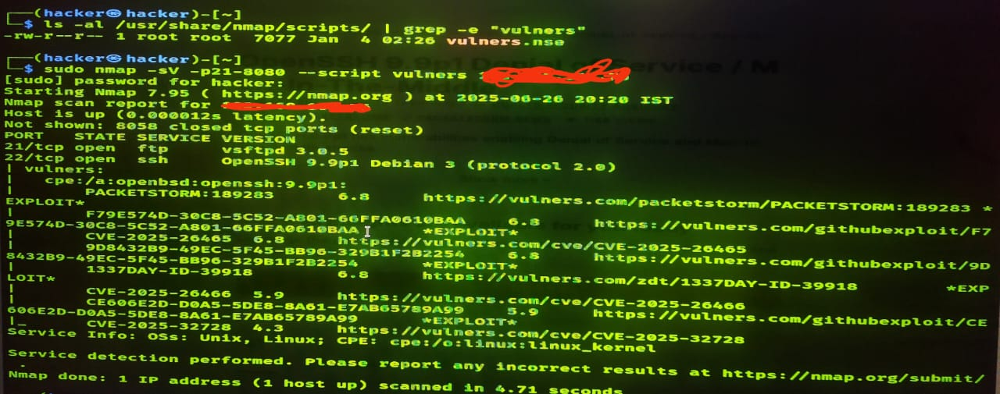 ┌──(hacker㉿hacker)-[~]
└─$ ls -al /usr/share/nmap/scripts/ | grep -e "vulners"
-rw-r--r-- 1 root root  7077 Jan  4 02:26 vulners.nse
┌──(hacker㉿hacker)-[~]
└─$ sudo nmap -sV -p21-8080 --script vulners
[sudo] password for hacker:
Starting Nmap 7.95 ( https://nmap.org ) at 2025-06-26 20:20 IST
Nmap scan report for
Host is up (0.000012s latency).
Not shown: 8058 closed tcp ports (reset)
PORT   STATE SERVICE VERSION
21/tcp open  ftp     vsftpd 3.0.5
22/tcp open  ssh     OpenSSH 9.9p1 Debian 3 (protocol 2.0)
| vulners:
|   cpe:/a:openbsd:openssh:9.9p1:
|       PACKETSTORM:189283      6.8     https://vulners.com/packetstorm/PACKETSTORM:189283 *
EXPLOIT*
|       F79E574D-30C8-5C52-A801-66FFA0610BAA    6.8     https://vulners.com/githubexploit/F7
9E574D-30C8-5C52-A801-66FFA0610BAA      *EXPLOIT*
|       CVE-2025-26465  6.8     https://vulners.com/cve/CVE-2025-26465
|       9D8432B9-49EC-5F45-BB96-329B1F2B2254    6.8     https://vulners.com/githubexploit/9D
8432B9-49EC-5F45-BB96-329B1F2B2254      *EXPLOIT*
|       1337DAY-ID-39918        6.8     https://vulners.com/zdt/1337DAY-ID-39918        *EXP
LOIT*
|       CVE-2025-26466  5.9     https://vulners.com/cve/CVE-2025-26466
|       CE606E2D-D0A5-5DE8-8A61-E7AB65789A99    5.9     https://vulners.com/githubexploit/CE
606E2D-D0A5-5DE8-8A61-E7AB65789A99      *EXPLOIT*
|_      CVE-2025-32728  4.3     https://vulners.com/cve/CVE-2025-32728
Service Info: OSs: Unix, Linux; CPE: cpe:/o:linux:linux_kernel
Service detection performed. Please report any incorrect results at https://nmap.org/submit/
.
Nmap done: 1 IP address (1 host up) scanned in 4.71 seconds
OpenSSH 9.9p1 Denial of Service / M